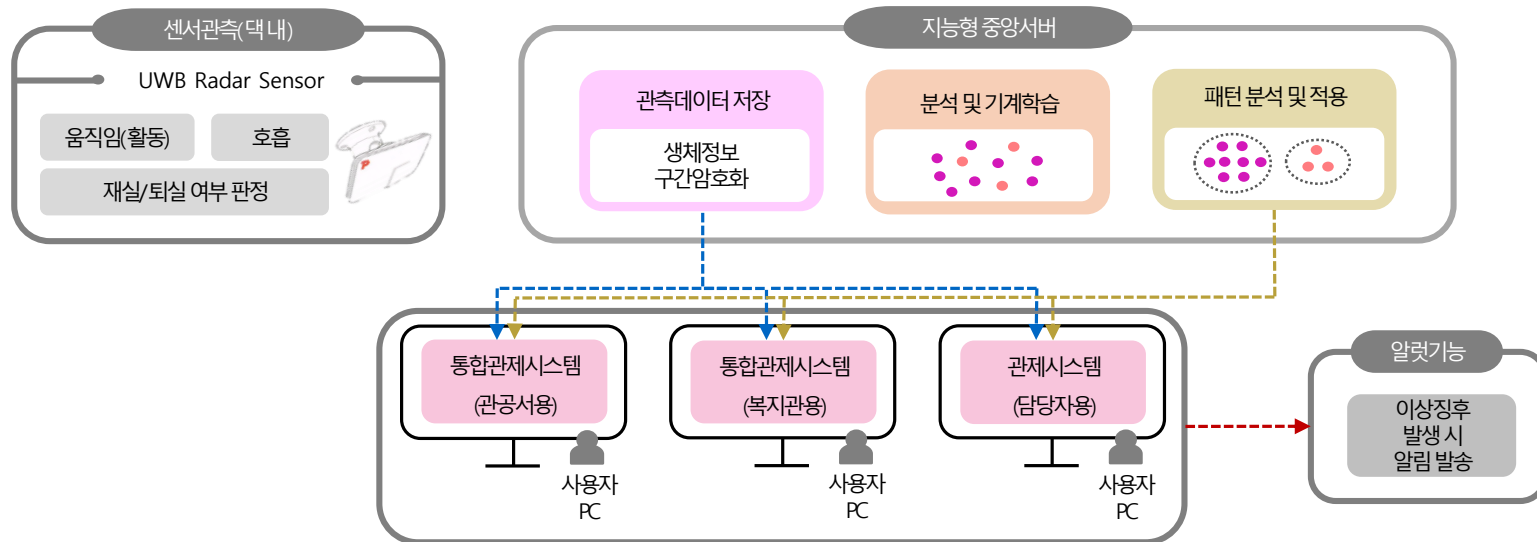 센서관측(댁 내)
UWB Radar Sensor
움직임(활동)
호흡
재실/퇴실 여부 판정
지능형 중앙서버
관측데이터 저장
생체정보
구간암호화
분석 및 기계학습
패턴 분석 및 적용
통합관제시스템
(관공서용)
사용자
PC
통합관제시스템
(복지관용)
사용자
PC
관제시스템
(담당자용)
사용자
PC
알럿기능
이상징후
발생 시
알림 발송